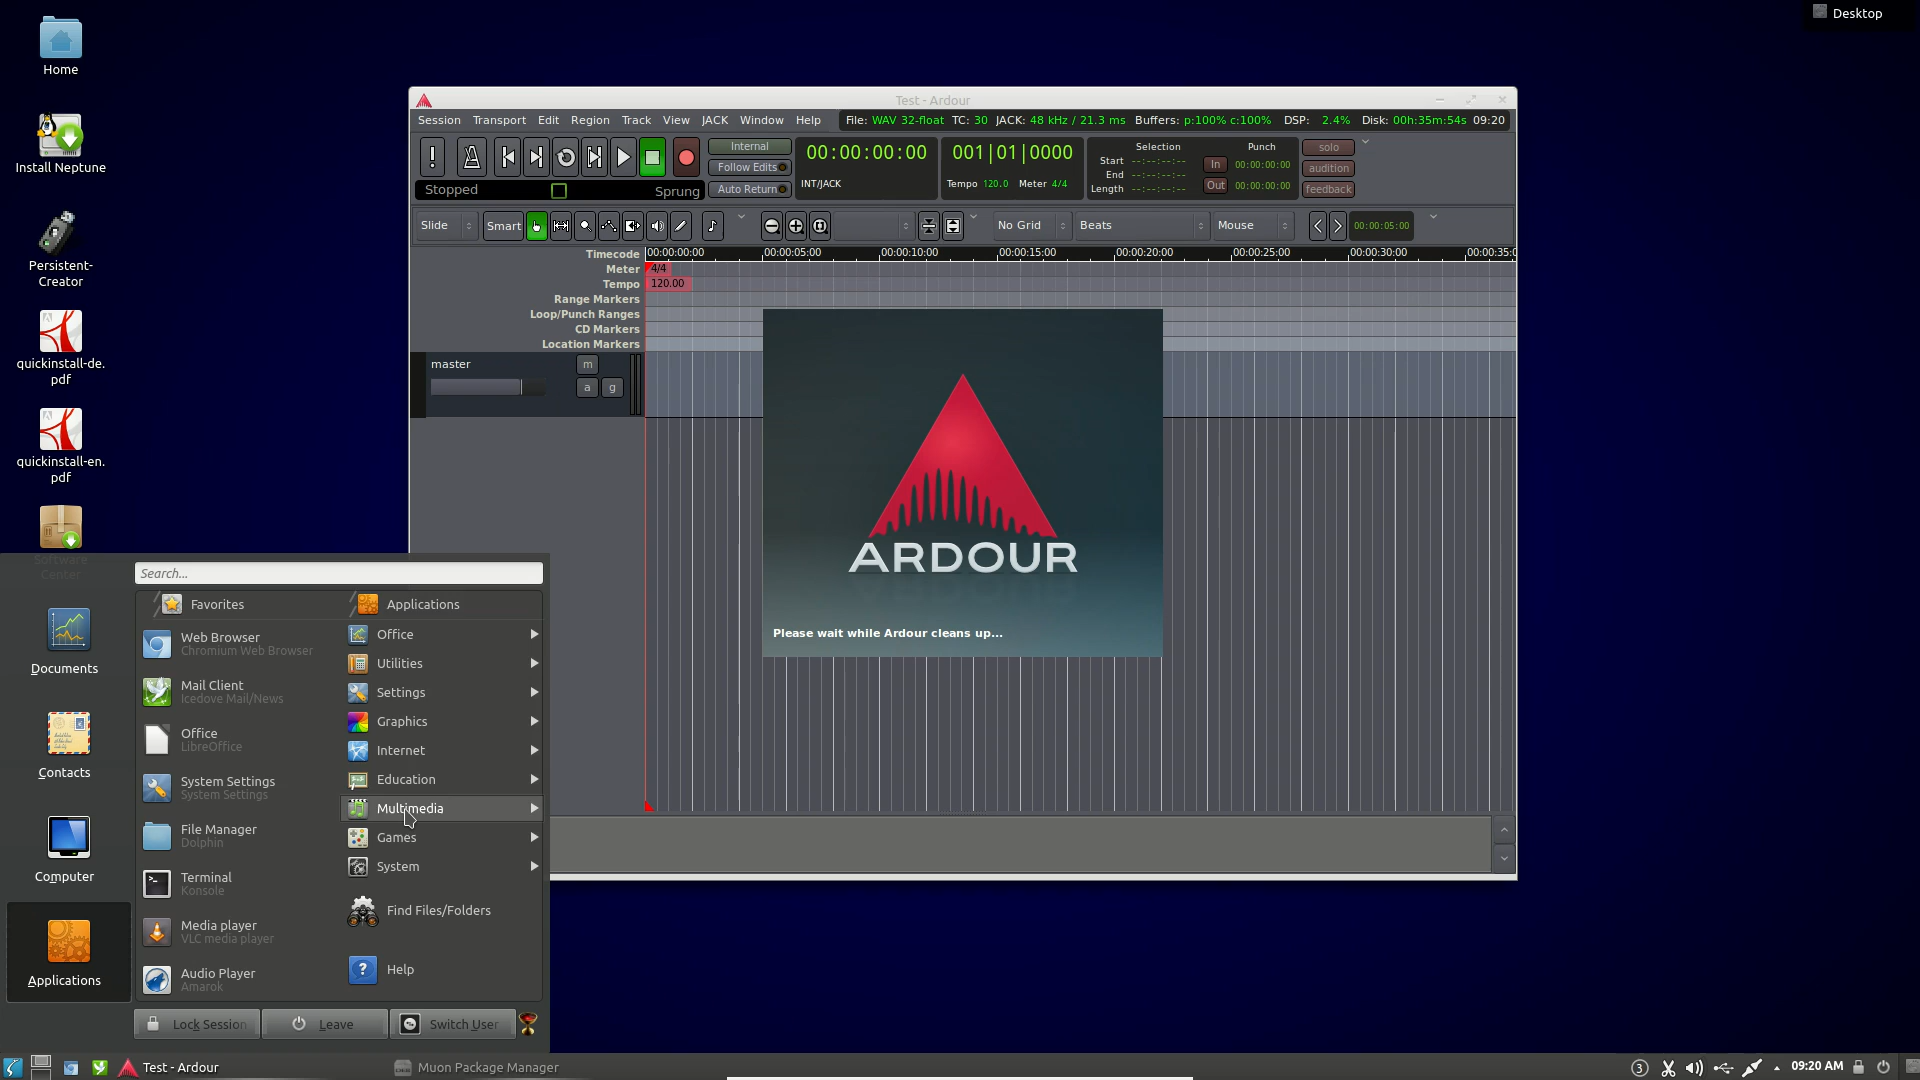 Desktop
Home
Install Neptune
Persistent-
Creator
quickinstall-de.
pdf
quickinstall-en.
pdf
Software
Center
Test - Ardour
Session Transport Edit Region Track View JACK Window Help
File: WAV 32-float TC: 30 JACK: 48 kHz / 21.3 ms Buffers: p:100% c:100% DSP: 2.4% Disk: 00h:35m:54s 09:20
Internal
Follow Edits
Auto Return
Stopped Sprung
00:00:00:00
INT/JACK
001|01|0000
Tempo 120.0 Meter 4/4
Selection Punch
Start --:--:--:-- In 00:00:00:00
End --:--:--:--
Length --:--:--:-- Out 00:00:00:00
solo
audition
feedback
Slide Smart No Grid Beats Mouse 00:00:05:00
Timecode 00:00:00:00 00:00:05:00 00:00:10:00 00:00:15:00 00:00:20:00 00:00:25:00 00:00:30:00 00:00:35:0
Meter 4/4
Tempo 120.00
Range Markers
Loop/Punch Ranges
CD Markers
Location Markers
master m
a g
ARDOUR
Please wait while Ardour cleans up...
Search...
Documents
Contacts
Computer
Applications
Favorites
Web Browser
Chromium Web Browser
Mail Client
Icedove Mail/News
Office
LibreOffice
System Settings
System Settings
File Manager
Dolphin
Terminal
Konsole
Media player
VLC media player
Audio Player
Amarok
Applications
Office
Utilities
Settings
Graphics
Internet
Education
Multimedia
Games
System
Find Files/Folders
Help
Lock Session Leave Switch User
Test - Ardour Muon Package Manager 3 09:20 AM